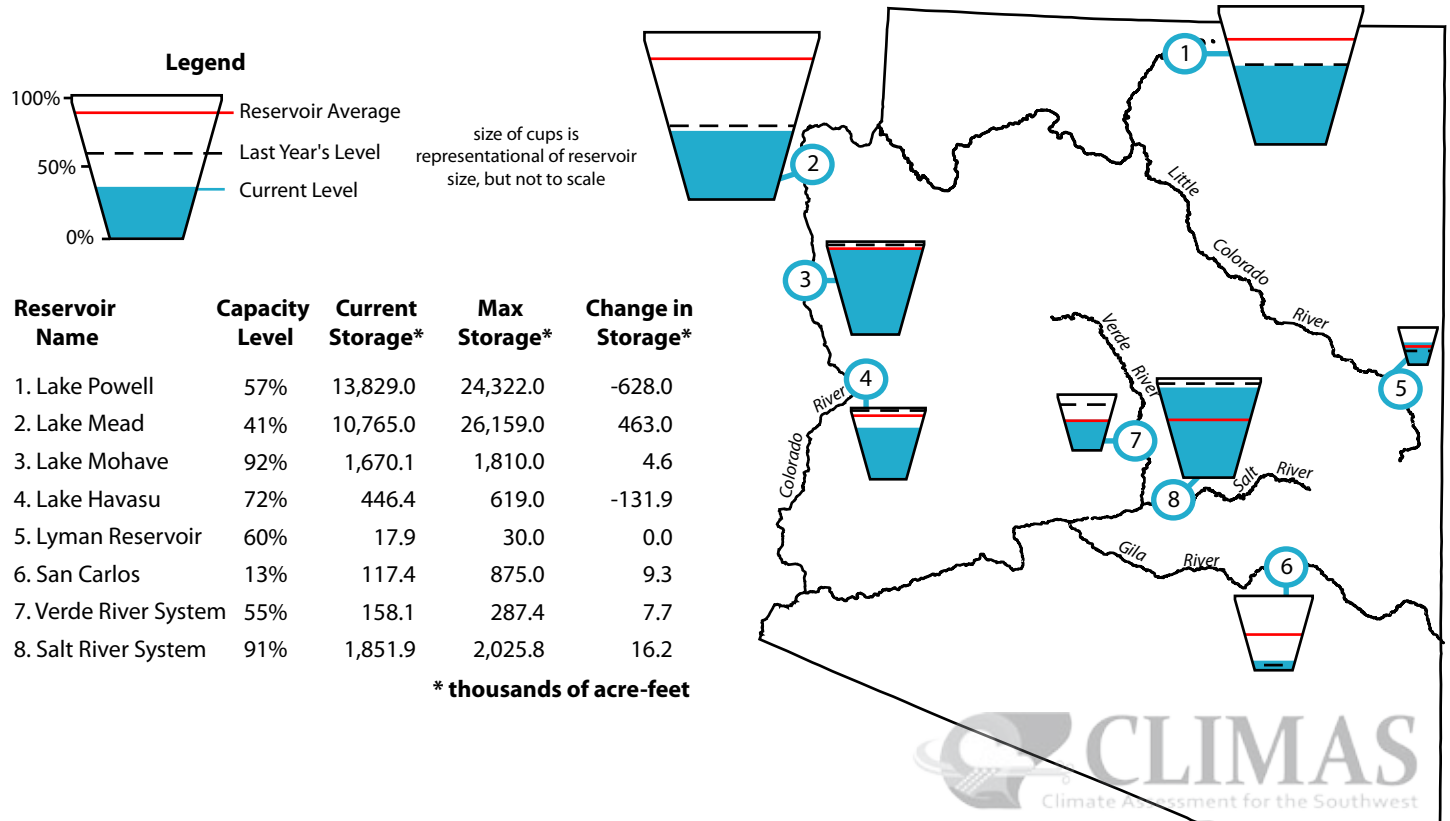 Legend
100%
Reservoir Average
Last Year's Level
50%
Current Level
0%
size of cups is
representational of reservoir
size, but not to scale
Reservoir Name Capacity Level Current Storage* Max Storage* Change in Storage*
1. Lake Powell 57% 13,829.0 24,322.0 -628.0
2. Lake Mead 41% 10,765.0 26,159.0 463.0
3. Lake Mohave 92% 1,670.1 1,810.0 4.6
4. Lake Havasu 72% 446.4 619.0 -131.9
5. Lyman Reservoir 60% 17.9 30.0 0.0
6. San Carlos 13% 117.4 875.0 9.3
7. Verde River System 55% 158.1 287.4 7.7
8. Salt River System 91% 1,851.9 2,025.8 16.2
* thousands of acre-feet
1
2
Little
Colorado
River
3
Verde
River
4
River
Colorado
5
7
8
Salt
River
Gila
River
6
CLIMAS
Climate Assessment for the Southwest